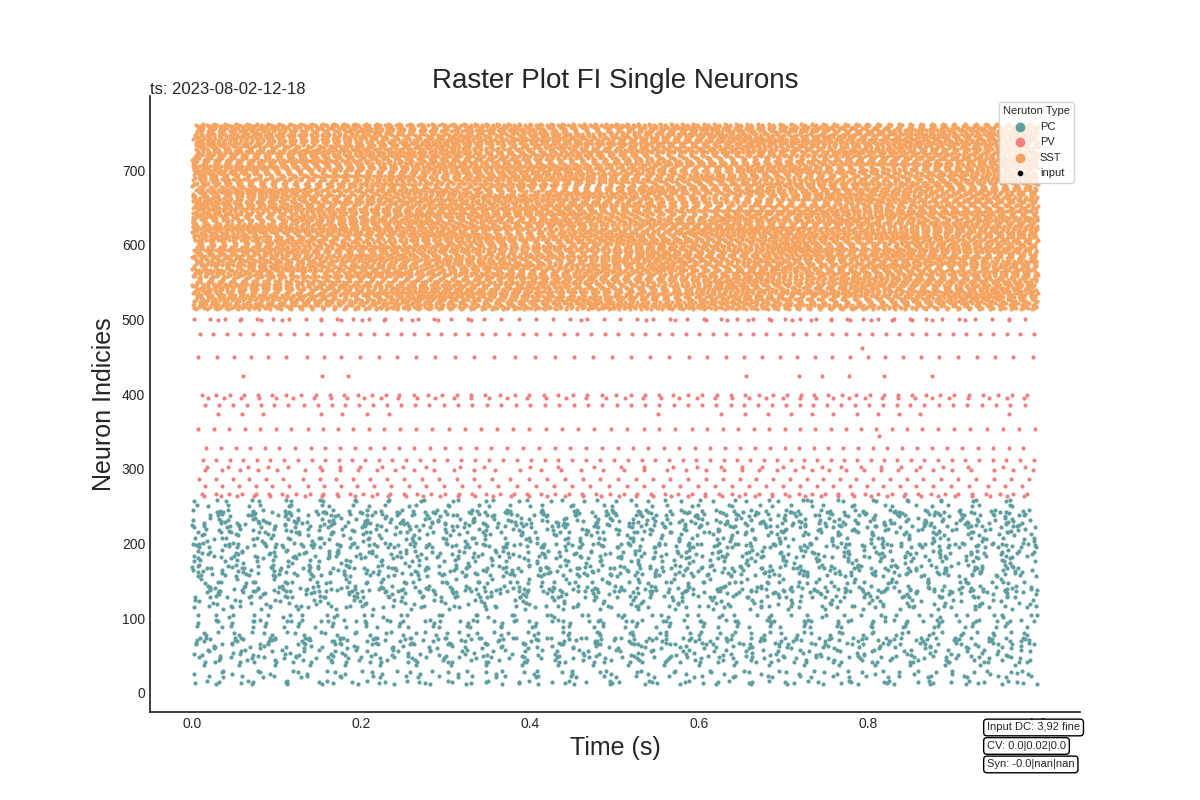 Raster Plot FI Single Neurons
ts: 2023-08-02-12-18
Neruton Type
PC
PV
SST
input
700
600
500
400
300
200
100
0
Neuron Indicies
0.0 0.2 0.4 0.6 0.8
Time (s)
Input DC: 3,92 fine
CV: 0.0|0.02|0.0
Syn: -0.0|nan|nan